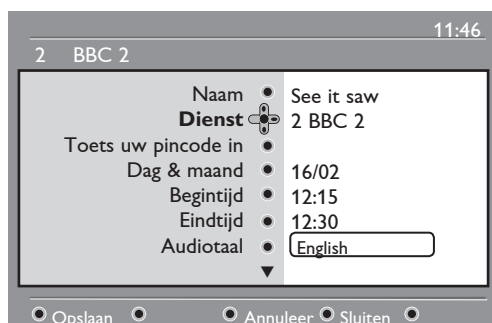 11:46
2 BBC 2
Naam See it saw
Dienst 2 BBC 2
Toets uw pincode in
Dag & maand 16/02
Begintijd 12:15
Eindtijd 12:30
Audiotaal English
Opslaan Annuleer Sluiten